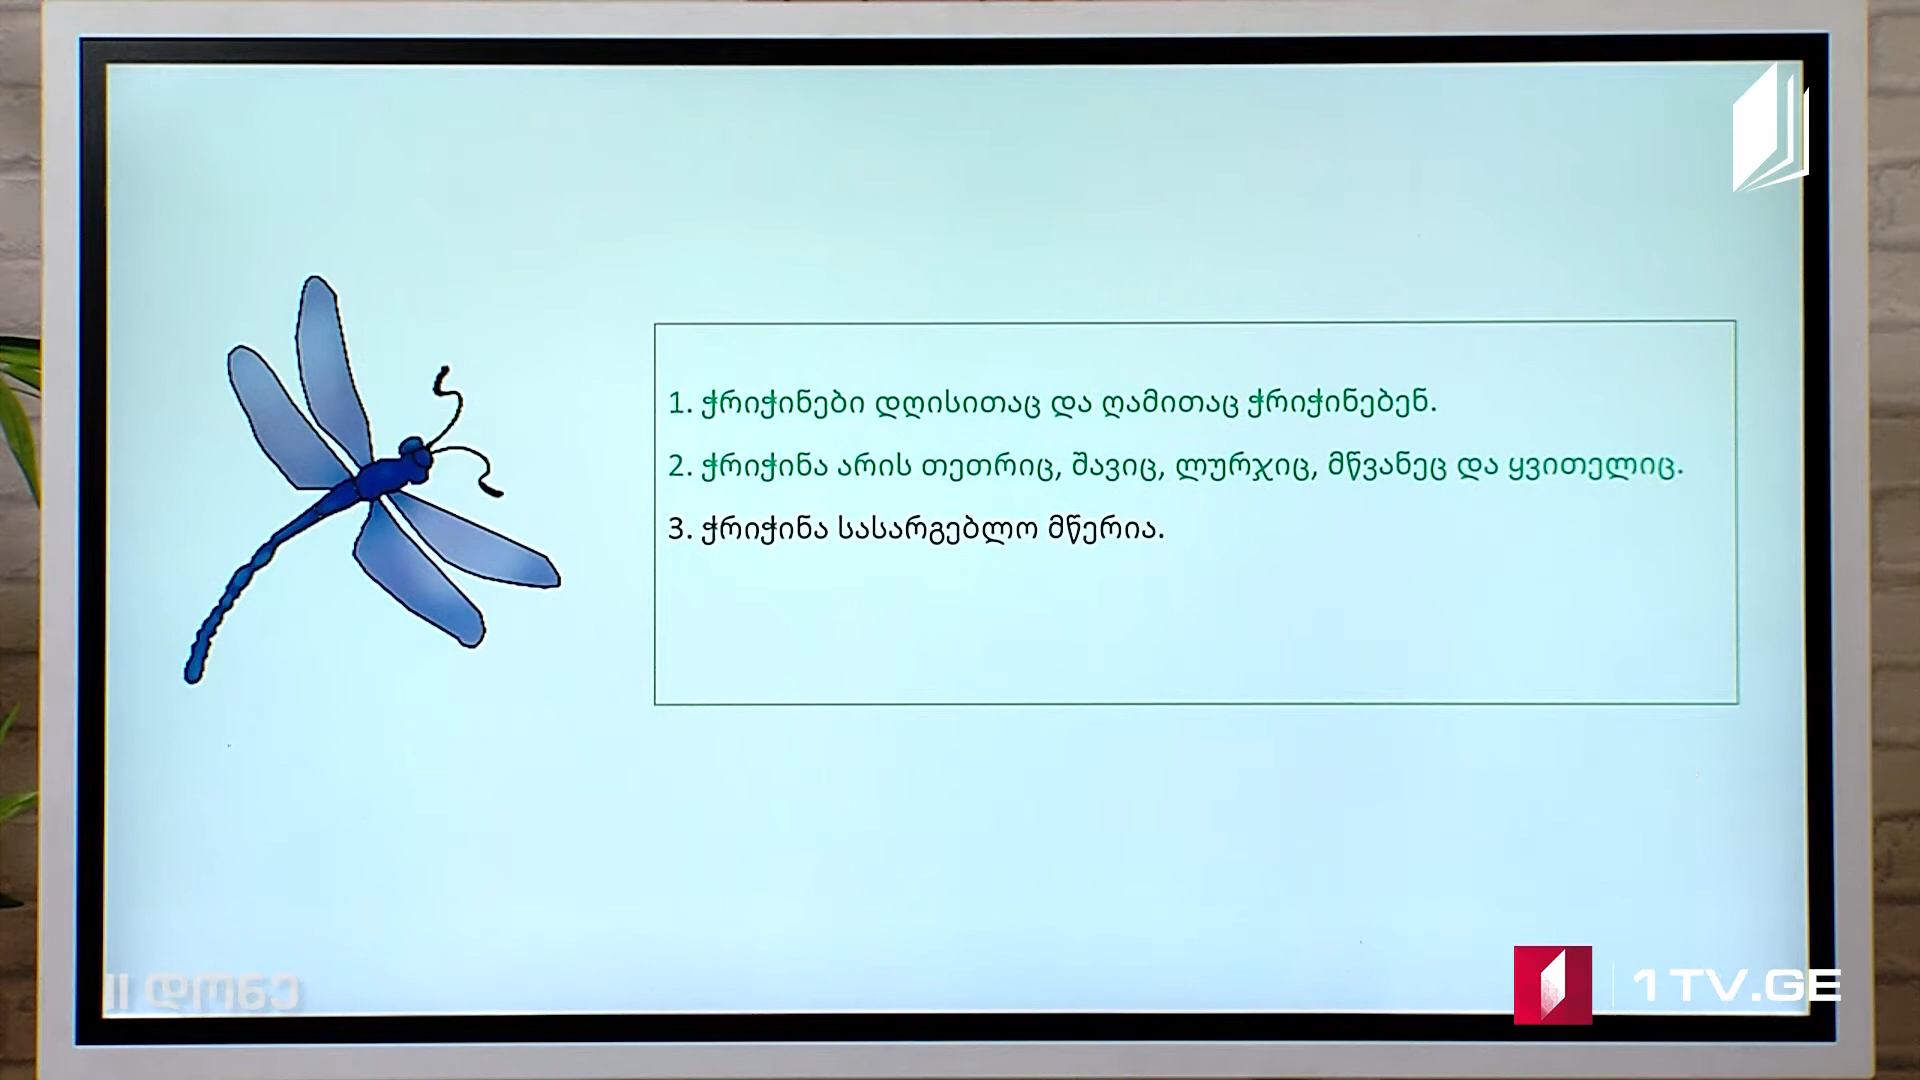 1. ჭრიჭინები დღისითაც და ღამითაც ჭრიჭინებენ.
2. ჭრიჭინა არის თეთრიც, შავიც, ლურჯიც, მწვანეც და ყვითელიც.
3. ჭრიჭინა სასარგებლო მწერია.
II დონე
1TV.GE